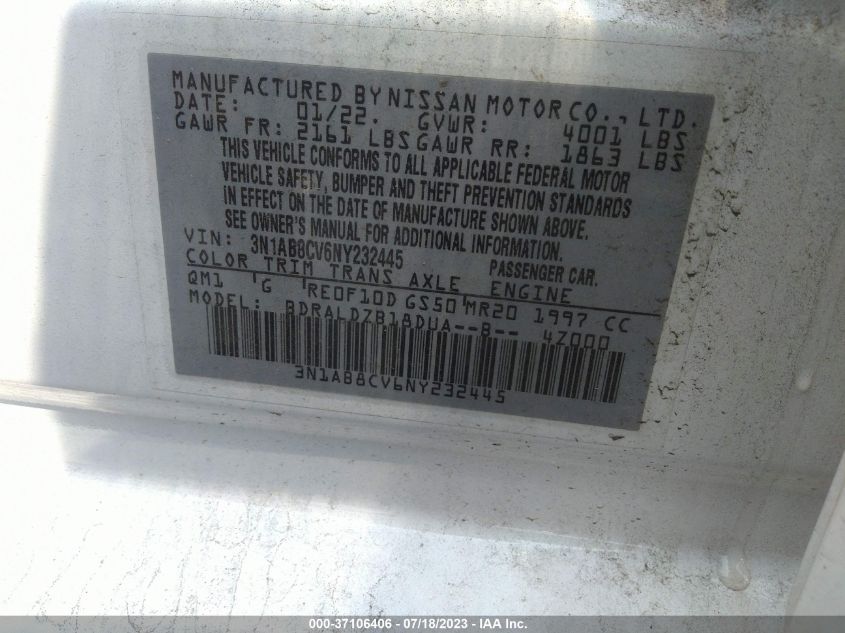 MANUFACTURED BY NISSAN MOTOR CO., LTD.
DATE: 01/22. GVWR: 4001 LBS
GAWR FR: 2161 LBS GAWR RR: 1863 LBS
THIS VEHICLE CONFORMS TO ALL APPLICABLE FEDERAL MOTOR
VEHICLE SAFETY, BUMPER AND THEFT PREVENTION STANDARDS
IN EFFECT ON THE DATE OF MANUFACTURE SHOWN ABOVE.
SEE OWNER'S MANUAL FOR ADDITIONAL INFORMATION.
VIN: 3N1AB8CV6NY232445 PASSENGER CAR.
COLOR TRIM TRANS AXLE ENGINE
QM1 G RE0F10D GS50 MR20 1997 CC
MODEL: BDRALDZB18DUA--B-- 4Z000
3N1AB8CV6NY232445
3000-37106406 - 07/18/2023 - IAA Inc.